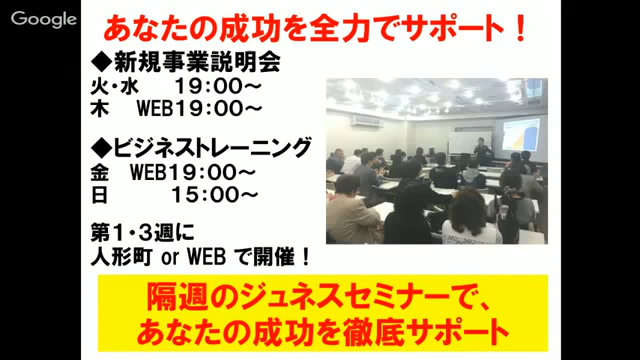 Google
あなたの成功を全力でサポート！
◆新規事業説明会
火・水 19：00～
木 WEB19：00～
◆ビジネストレーニング
金 WEB19：00～
日 15：00～
第１・３週に
人形町 or WEB で開催！
隔週のジュネスセミナーで、
あなたの成功を徹底サポート